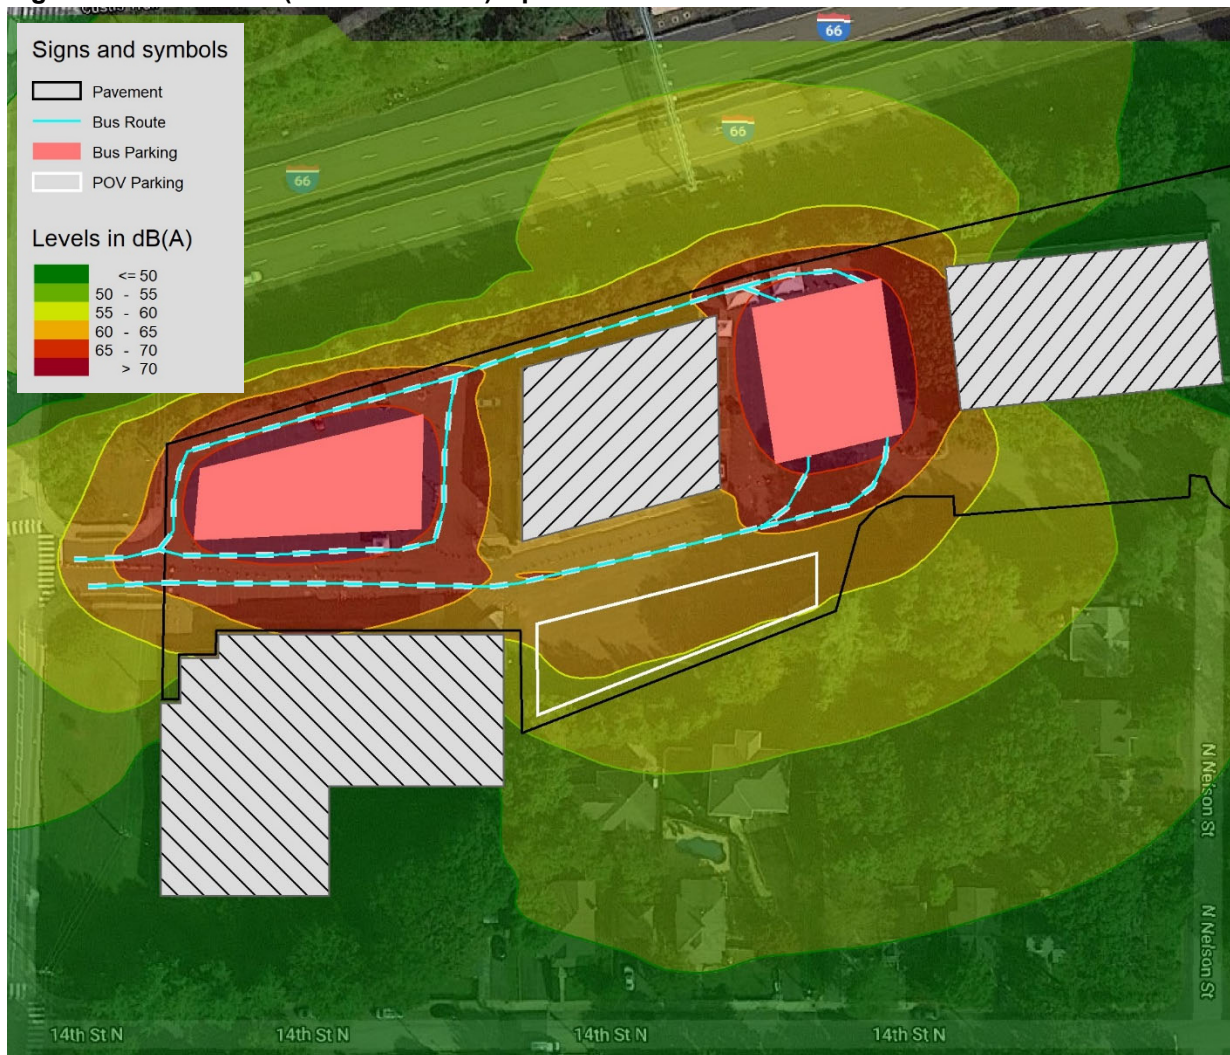 66
Signs and symbols
Pavement
Bus Route
Bus Parking
POV Parking
Levels in dB(A)
<= 50
50 - 55
55 - 60
60 - 65
65 - 70
> 70
66
66
N Nelson St
N Nelson St
14th St N
14th St N
14th St N
14th St N